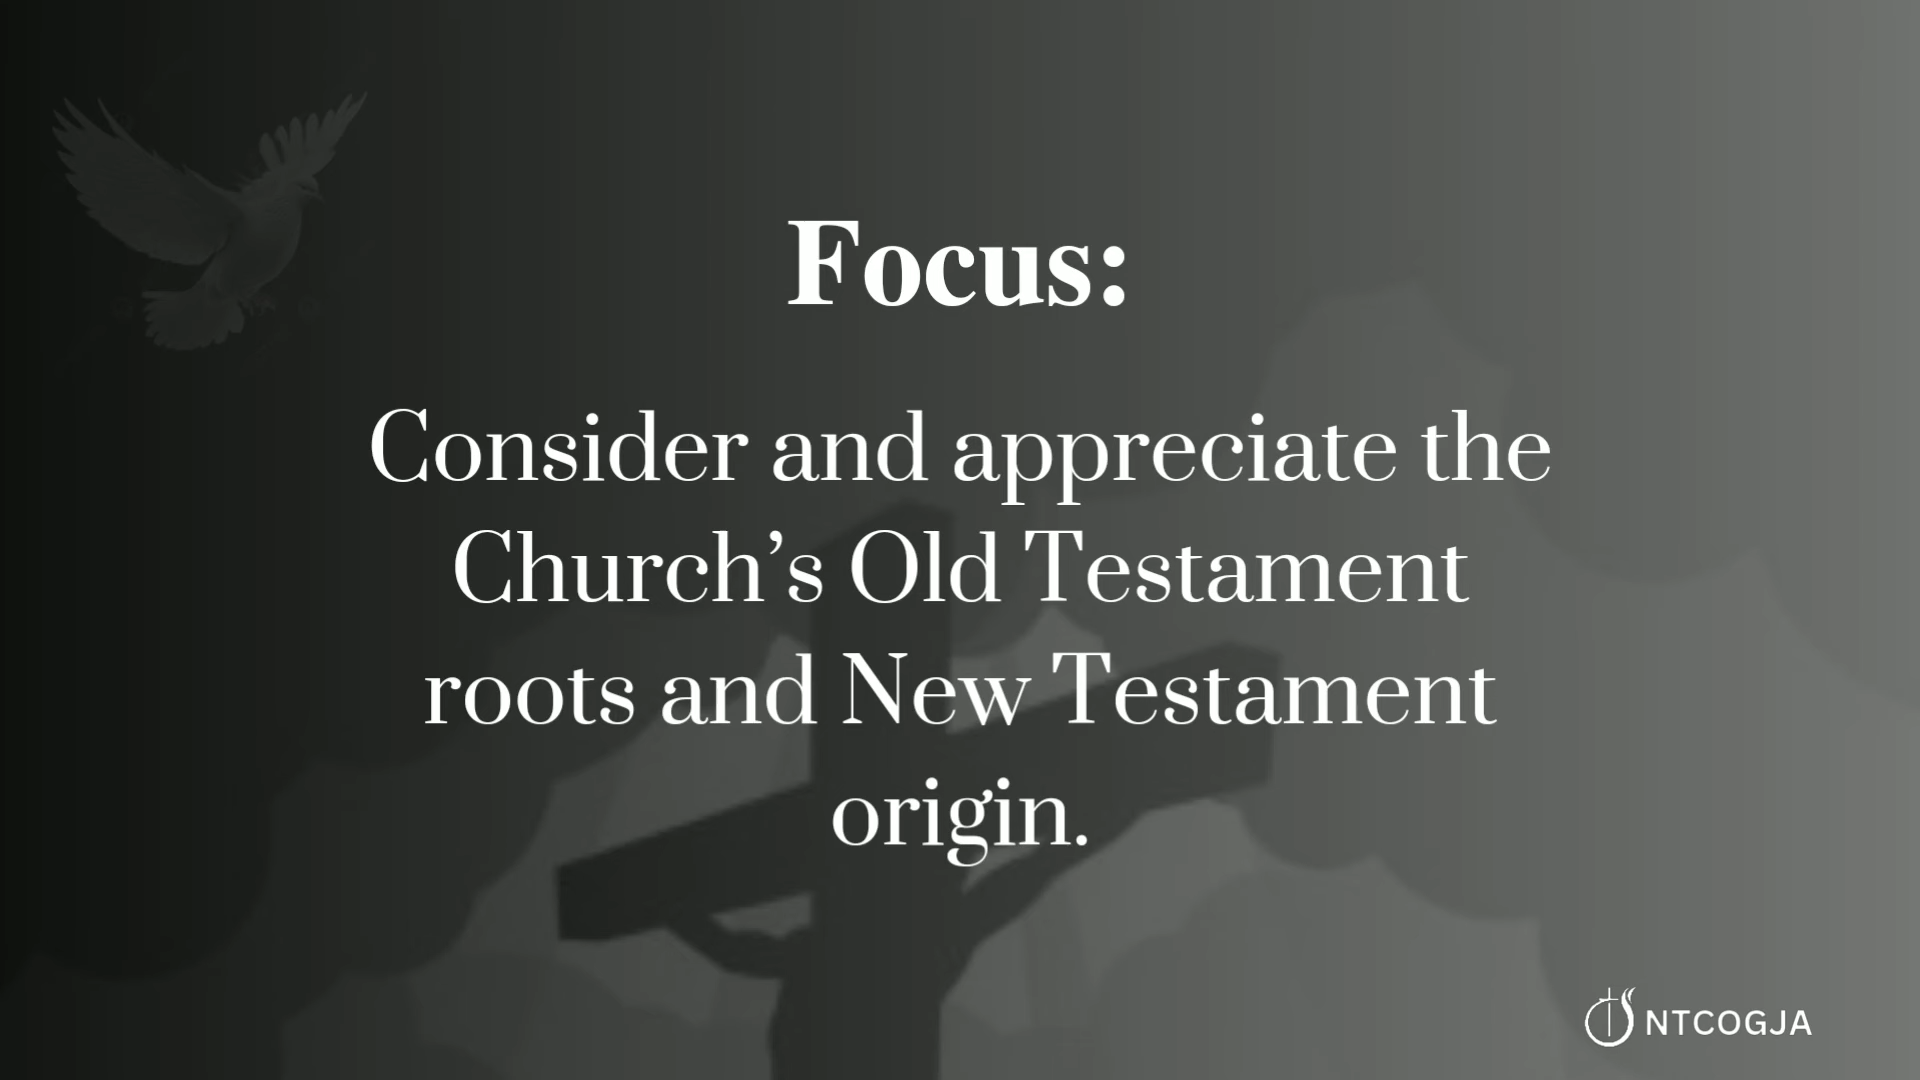 Focus:
Consider and appreciate the
Church’s Old Testament
roots and New Testament
origin.
NTCOGJA